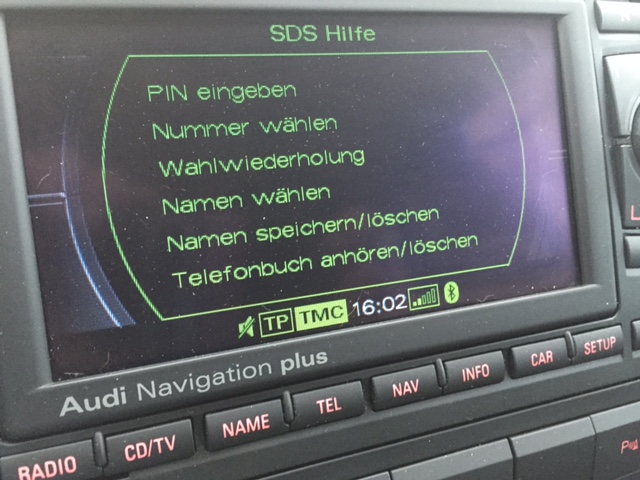 SDS Hilfe
PIN eingeben
Nummer wählen
Wahlwiederholung
Namen wählen
Namen speichern/löschen
Telefonbuch anhören/löschen
TP TMC 16:02
Audi Navigation plus
RADIO CD/TV NAME TEL NAV INFO CAR SETUP
L